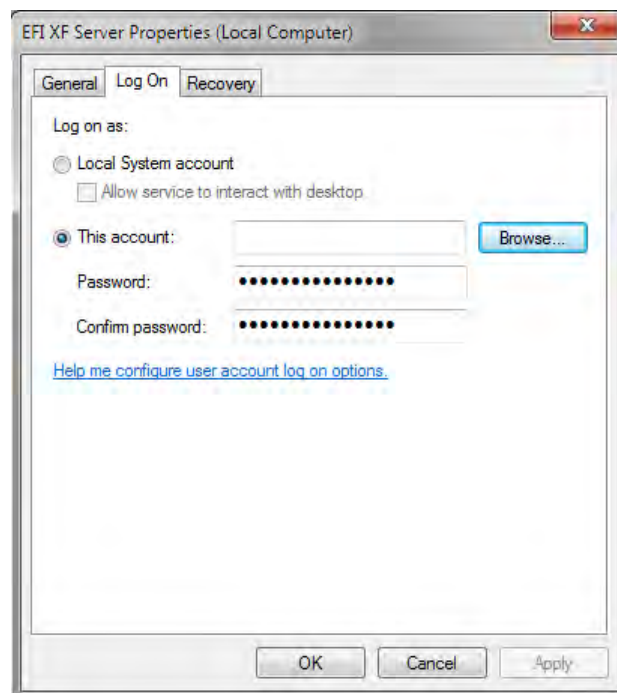 EFI XF Server Properties (Local Computer)
General Log On Recovery
Log on as:
Local System account
Allow service to interact with desktop
This account:
Browse...
Password: •••••••••••••••
Confirm password: •••••••••••••••
Help me configure user account log on options.
OK Cancel Apply